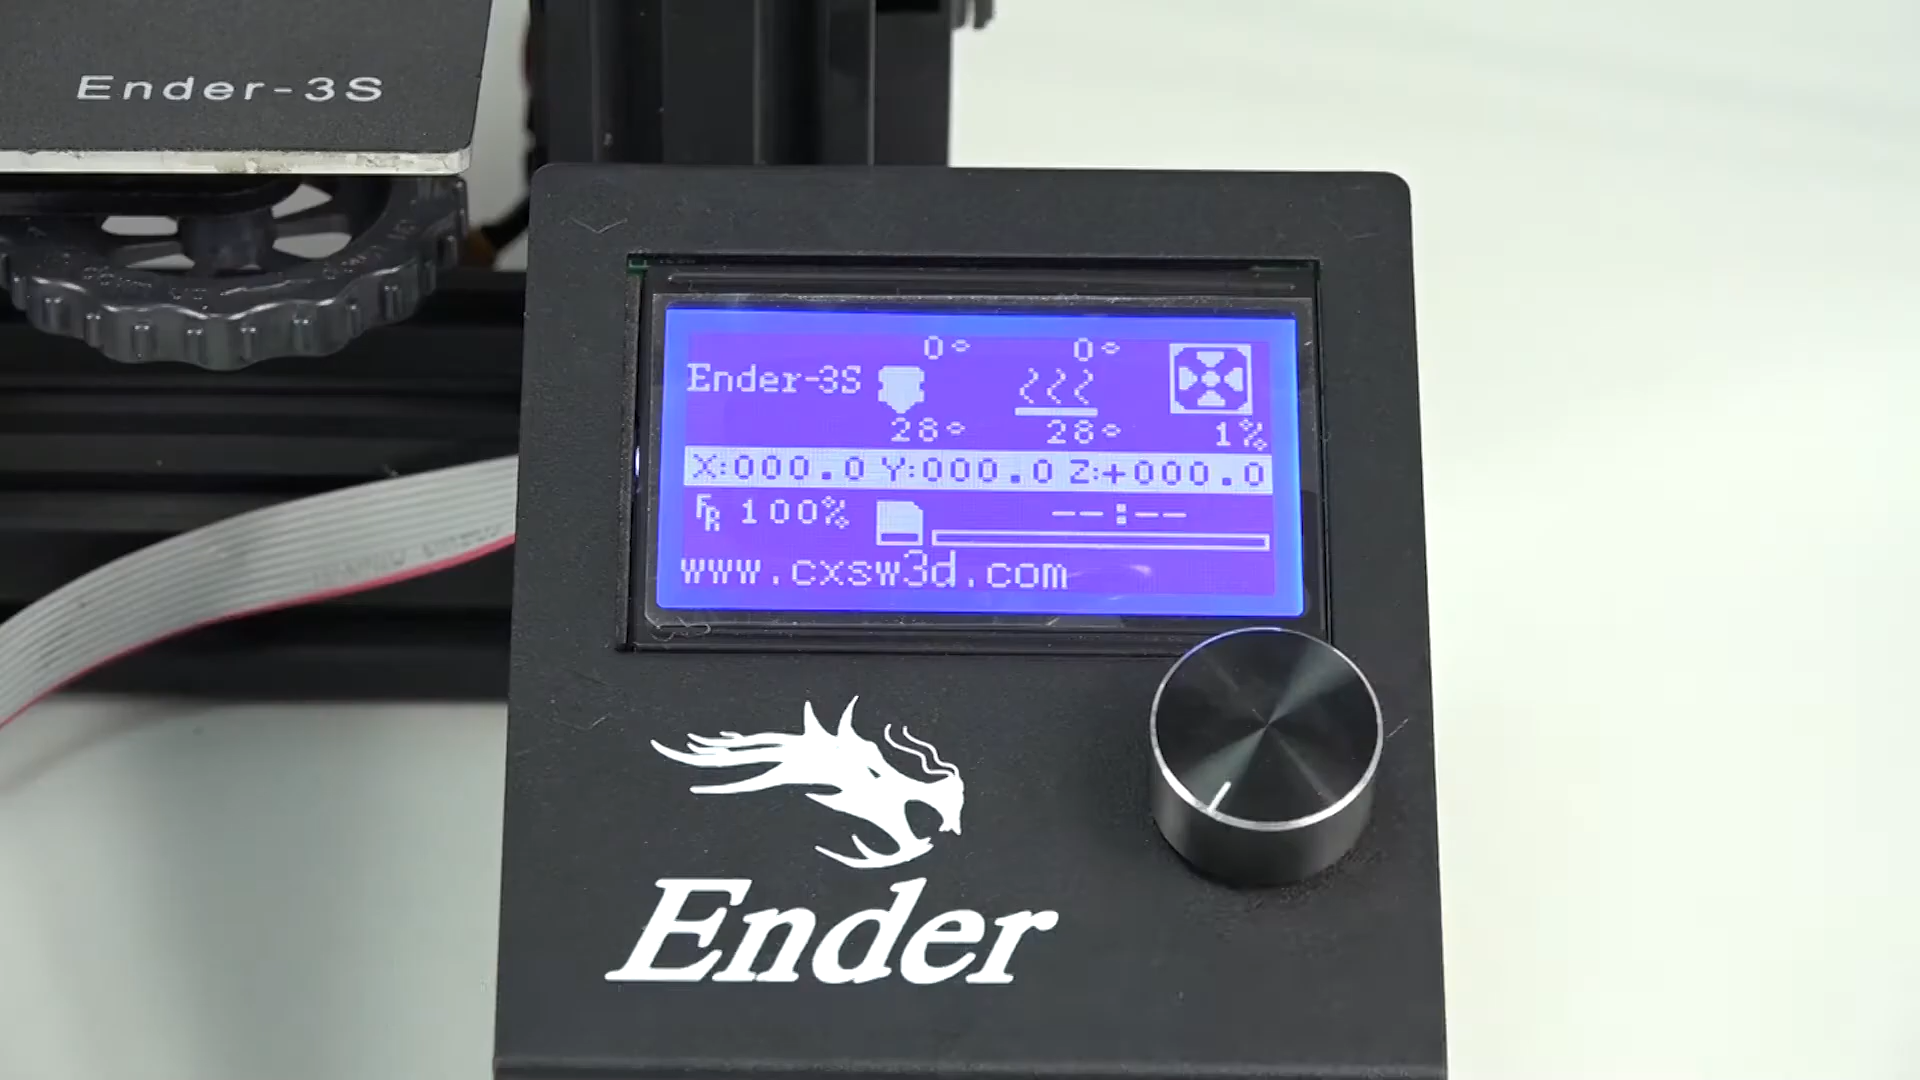 Ender-3S
0° 0°
Ender-3S
28° 28° 1%
X:000.0 Y:000.0 Z:+000.0
FR 100% --:--
www.cxsw3d.com
Ender